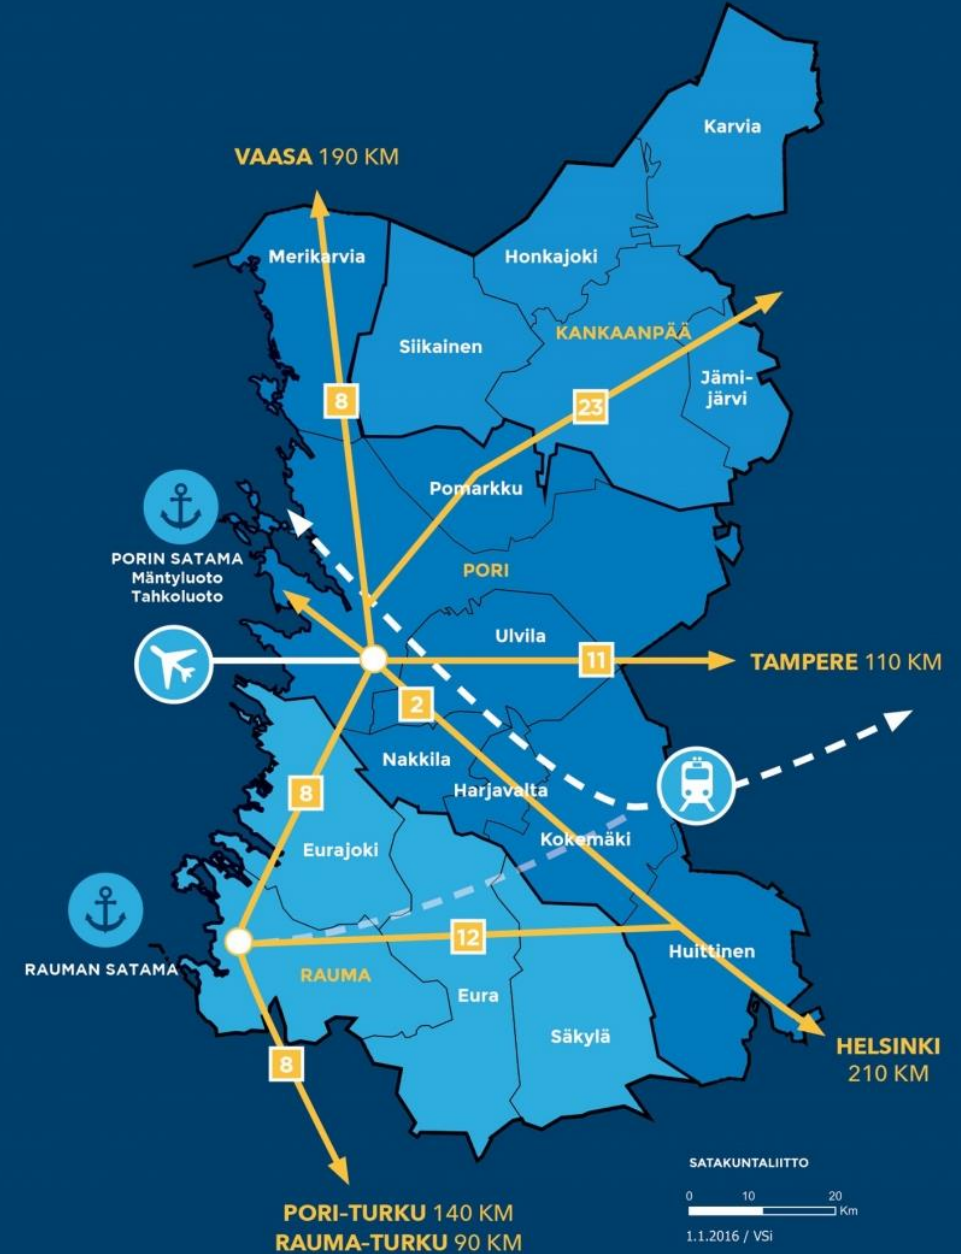 Karvia
VAASA 190 KM
Merikarvia
Honkajoki
KANKAANPÄÄ
Siikainen
Jämi-
järvi
8
23
Pomarkku
PORIN SATAMA
Mäntyluoto
Tahkoluoto
PORI
Ulvila
11
TAMPERE 110 KM
2
Nakkila
Harjavalta
8
Kokemäki
Eurajoki
12
Huittinen
RAUMAN SATAMA
RAUMA
Eura
Säkylä
HELSINKI
210 KM
8
SATAKUNTALIITTO
0 10 20
Km
PORI-TURKU 140 KM
RAUMA-TURKU 90 KM
1.1.2016 / VSi